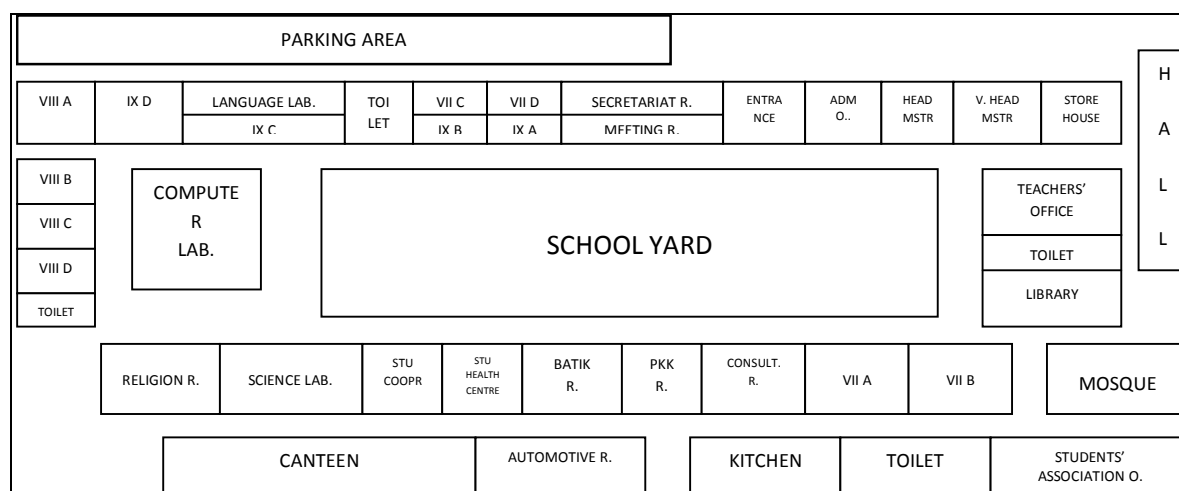 PARKING AREA
H
A
L
L
VIII A
IX D
LANGUAGE LAB.
IX C
TOI
LET
VII C
IX B
VII D
IX A
SECRETARIAT R.
MEETING R.
ENTRA
NCE
ADM
O..
HEAD
MSTR
V. HEAD
MSTR
STORE
HOUSE
VIII B
VIII C
VIII D
TOILET
COMPUTE
R
LAB.
SCHOOL YARD
TEACHERS’
OFFICE
TOILET
LIBRARY
RELIGION R.
SCIENCE LAB.
STU
COOPR
STU
HEALTH
CENTRE
BATIK
R.
PKK
R.
CONSULT.
R.
VII A
VII B
MOSQUE
CANTEEN
AUTOMOTIVE R.
KITCHEN
TOILET
STUDENTS’
ASSOCIATION O.